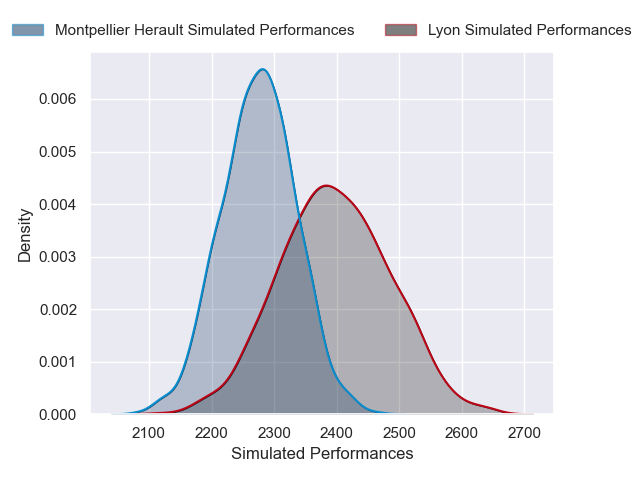 Montpellier Herault Simulated Performances
Lyon Simulated Performances
0.006
0.005
0.004
0.003
0.002
0.001
0.000
Density
2100 2200 2300 2400 2500 2600 2700
Simulated Performances